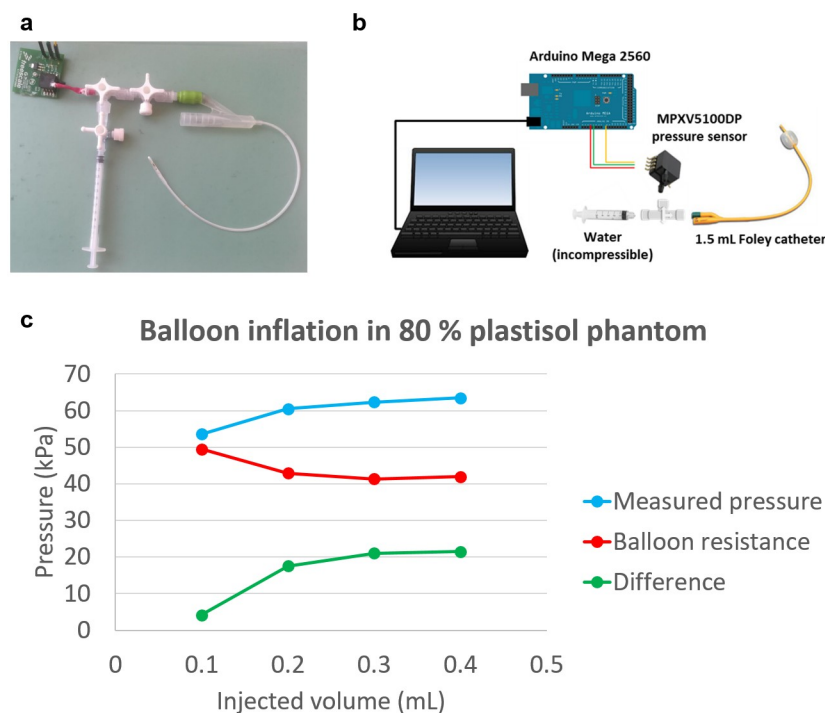 a
b
Arduino Mega 2560
MPXV5100DP
pressure sensor
Water
(incompressible)
1.5 mL Foley catheter
c
Balloon inflation in 80 % plastisol phantom
70
60
50
40
30
20
10
0
Pressure (kPa)
0
0.1
0.2
0.3
0.4
0.5
Injected volume (mL)
Measured pressure
Balloon resistance
Difference